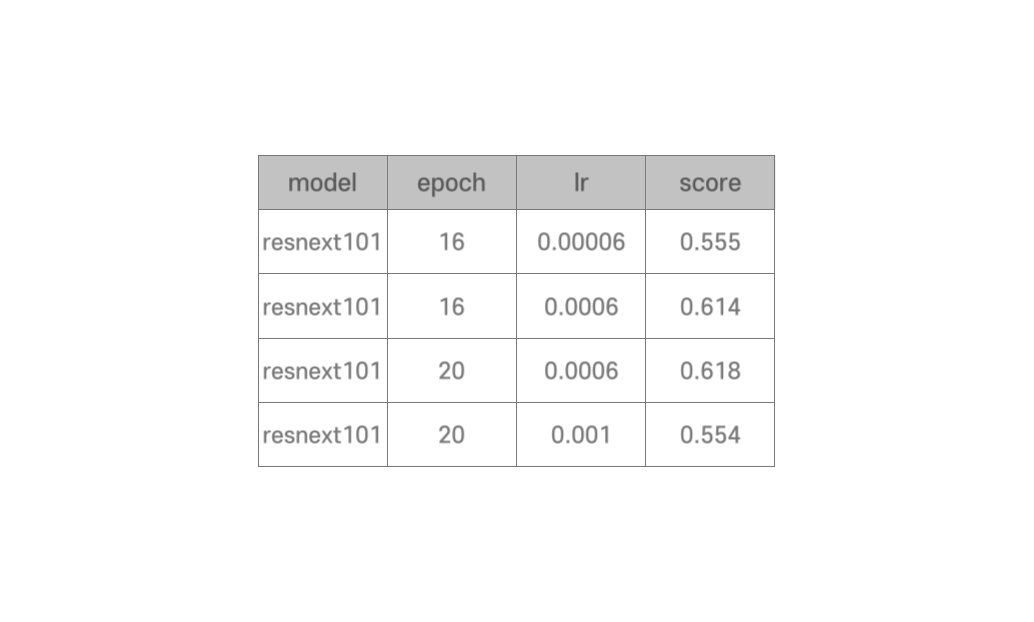 model epoch lr score
resnext101 16 0.00006 0.555
resnext101 16 0.0006 0.614
resnext101 20 0.0006 0.618
resnext101 20 0.001 0.554